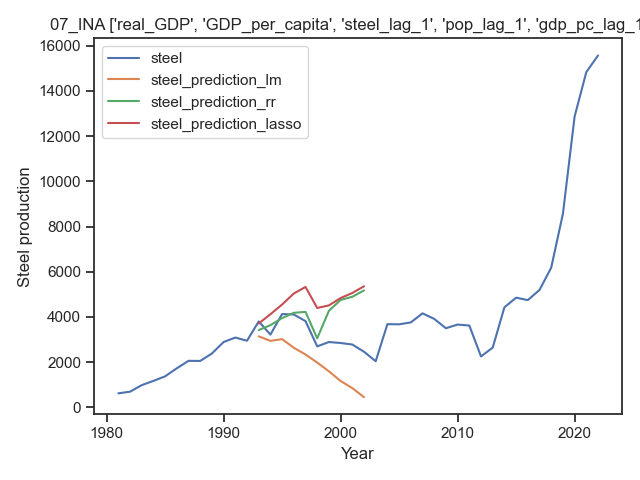 07_INA ['real_GDP', 'GDP_per_capita', 'steel_lag_1', 'pop_lag_1', 'gdp_pc_lag_1
steel
steel_prediction_lm
steel_prediction_rr
steel_prediction_lasso
16000
14000
12000
10000
8000
6000
4000
2000
0
Steel production
1980
1990
2000
2010
2020
Year